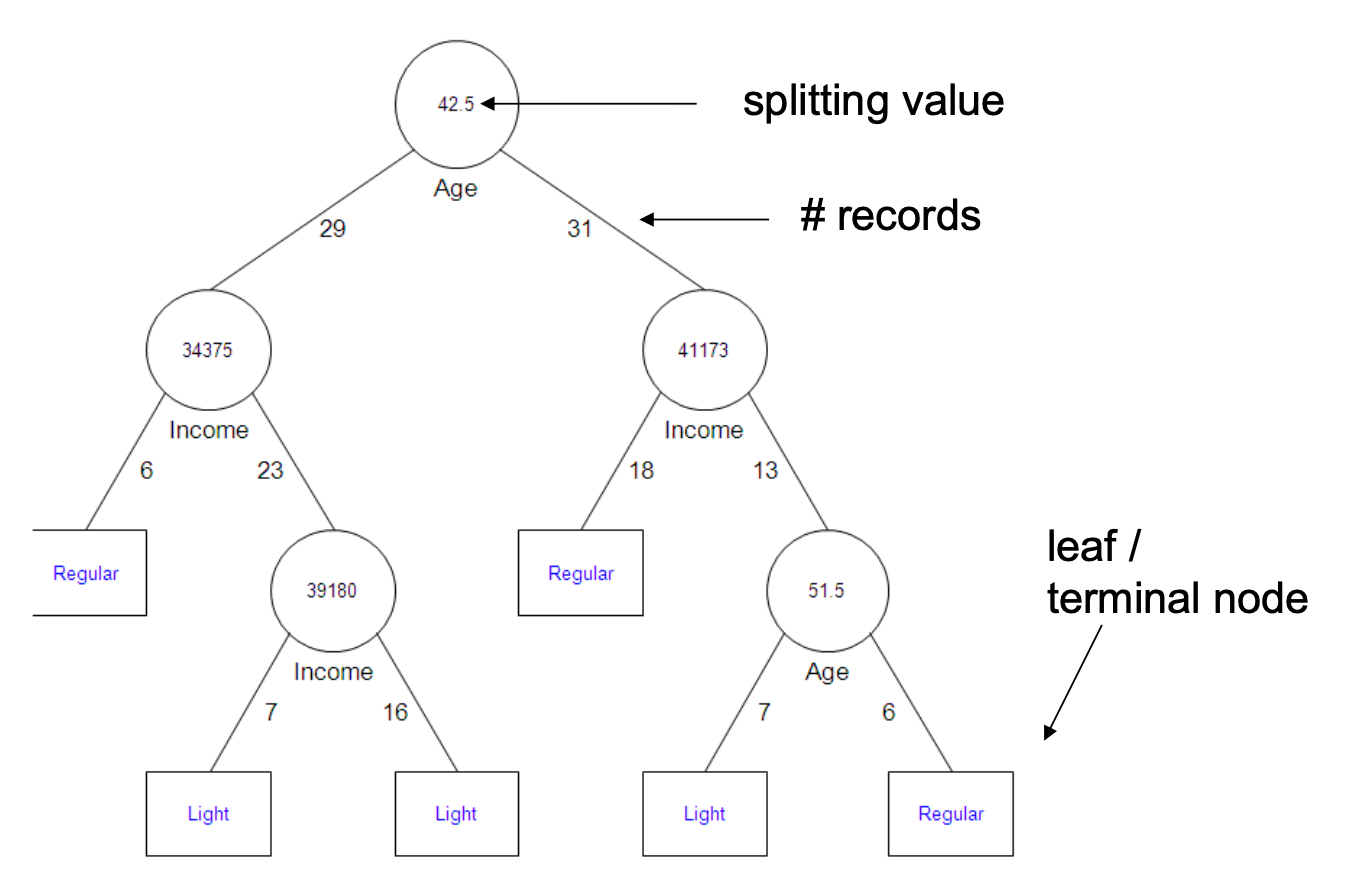 42.5
splitting value
Age
# records
29
31
34375
41173
Income
Income
6
23
18
13
Regular
39180
Regular
51.5
leaf /
terminal node
Income
Age
7
16
7
6
Light
Light
Light
Regular